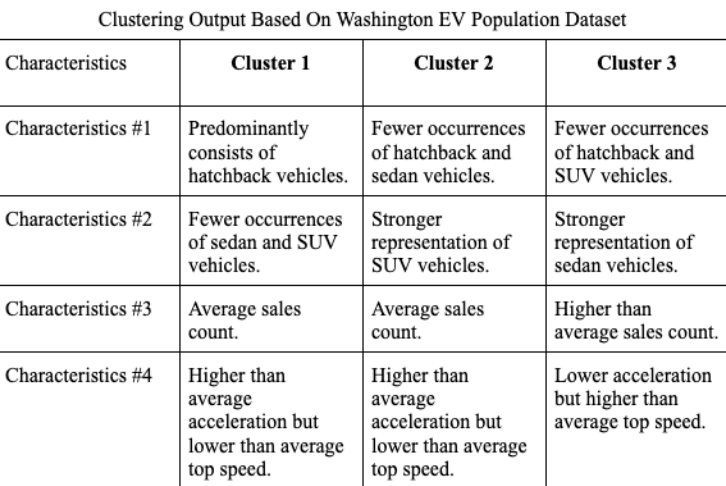 Clustering Output Based On Washington EV Population Dataset
Characteristics
Cluster 1
Cluster 2
Cluster 3
Characteristics #1
Predominantly
consists of
hatchback vehicles.
Fewer occurrences
of hatchback and
sedan vehicles.
Fewer occurrences
of hatchback and
SUV vehicles.
Characteristics #2
Fewer occurrences
of sedan and SUV
vehicles.
Stronger
representation of
SUV vehicles.
Stronger
representation of
sedan vehicles.
Characteristics #3
Average sales
count.
Average sales
count.
Higher than
average sales count.
Characteristics #4
Higher than
average
acceleration but
lower than average
top speed.
Higher than
average
acceleration but
lower than average
top speed.
Lower acceleration
but higher than
average top speed.